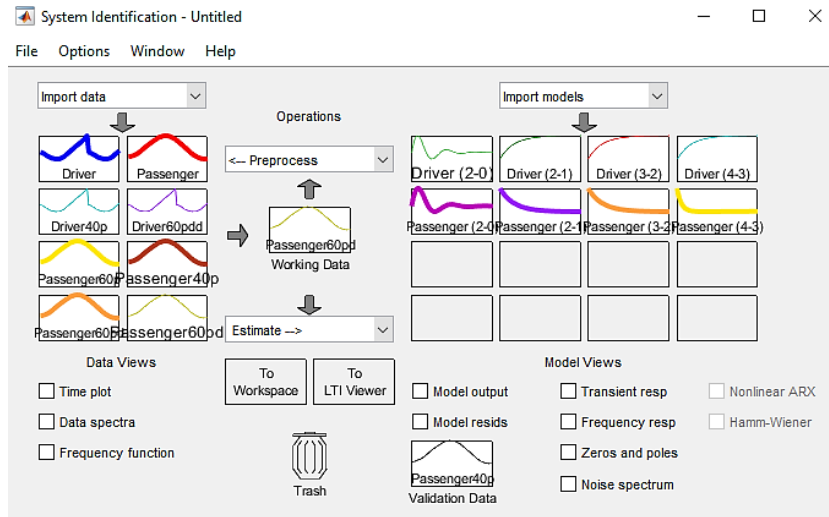 System Identification - Untitled
File Options Window Help
Import data
Operations
Import models
<-- Preprocess
Driver Passenger
Driver (2-0) Driver (2-1) Driver (3-2) Driver (4-3)
Driver40p Driver60pdd
Passenger (2-0) Passenger (2-1) Passenger (3-2) Passenger (4-3)
Passenger60pd
Working Data
Passenger60p Passenger40p
Passenger60pd
Estimate -->
Data Views
Model Views
To Workspace
To LTI Viewer
Time plot
Data spectra
Frequency function
Trash
Model output
Model resids
Passenger40p
Validation Data
Transient resp
Frequency resp
Zeros and poles
Noise spectrum
Nonlinear ARX
Hamm-Wiener